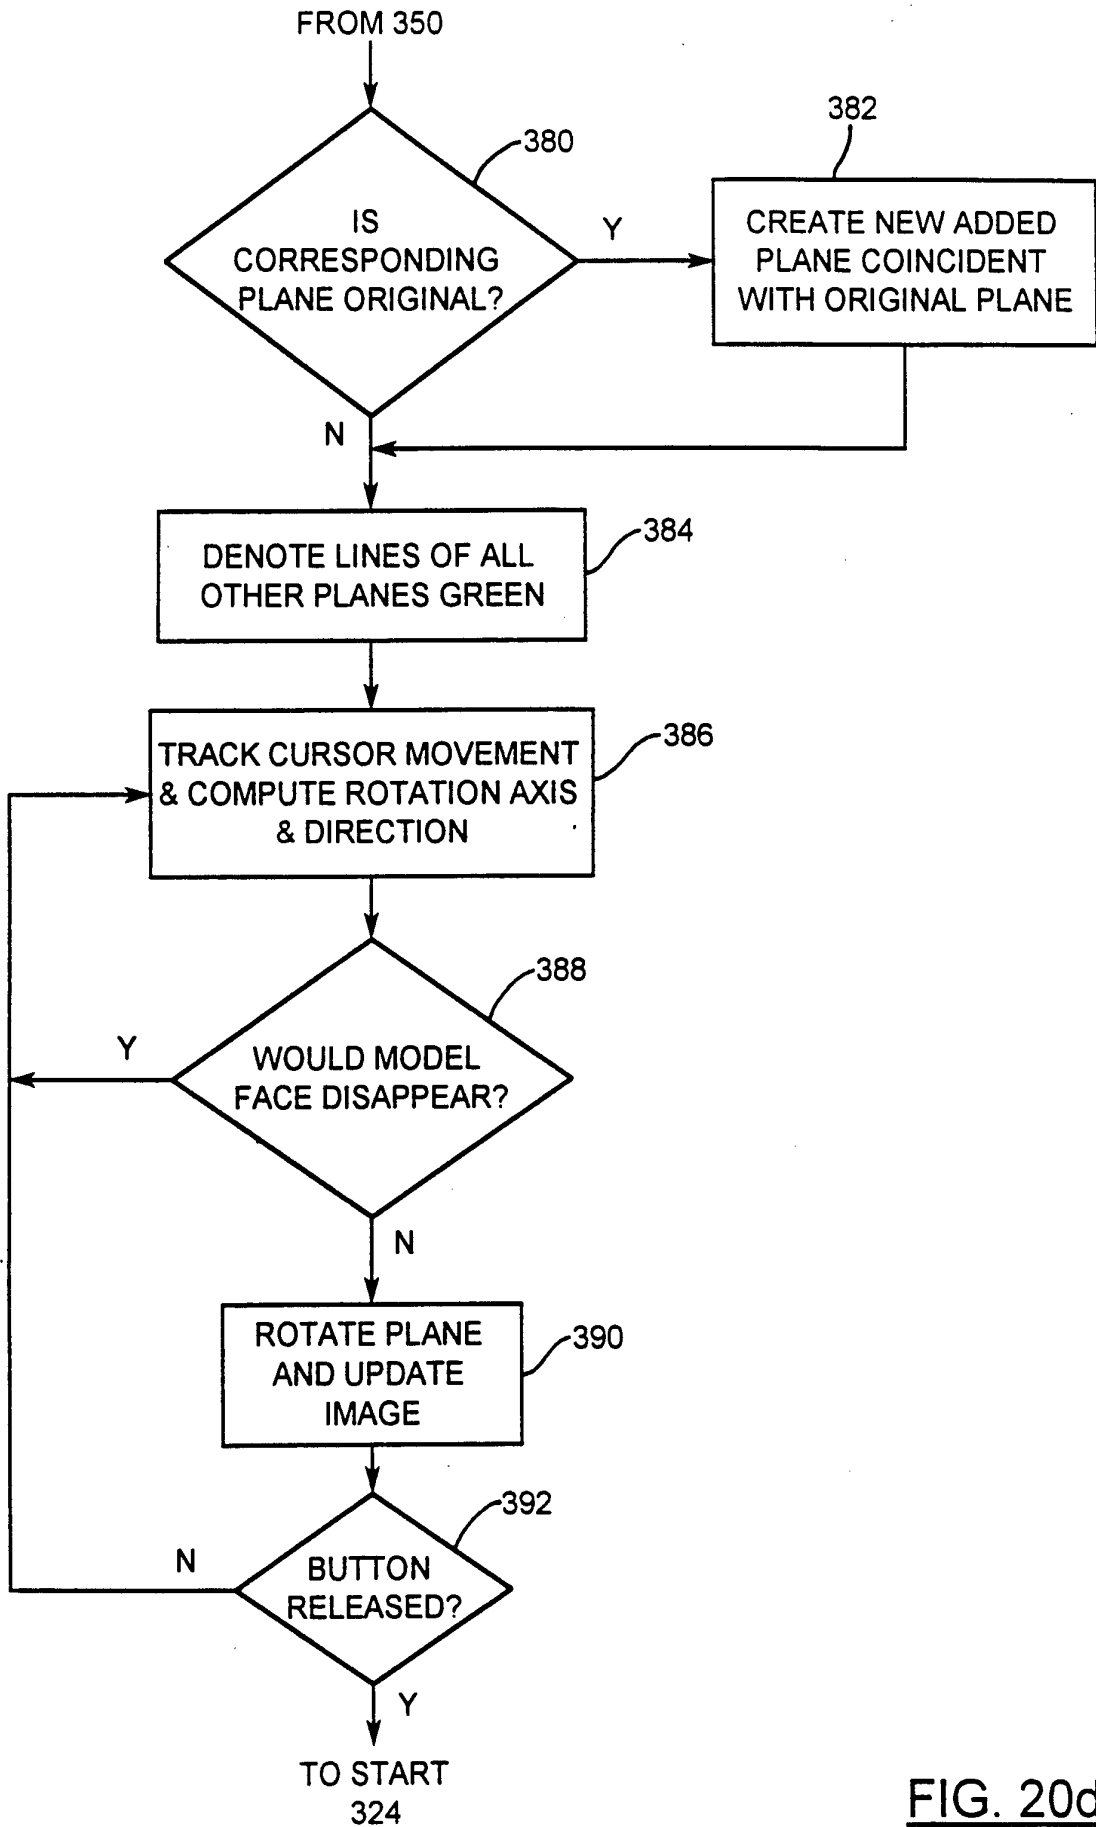 FROM 350
380
IS
CORRESPONDING
PLANE ORIGINAL?
Y
382
CREATE NEW ADDED
PLANE COINCIDENT
WITH ORIGINAL PLANE
N
384
DENOTE LINES OF ALL
OTHER PLANES GREEN
386
TRACK CURSOR MOVEMENT
& COMPUTE ROTATION AXIS
& DIRECTION
388
WOULD MODEL
FACE DISAPPEAR?
Y
N
390
ROTATE PLANE
AND UPDATE
IMAGE
392
BUTTON
RELEASED?
N
Y
TO START
324
FIG. 20d